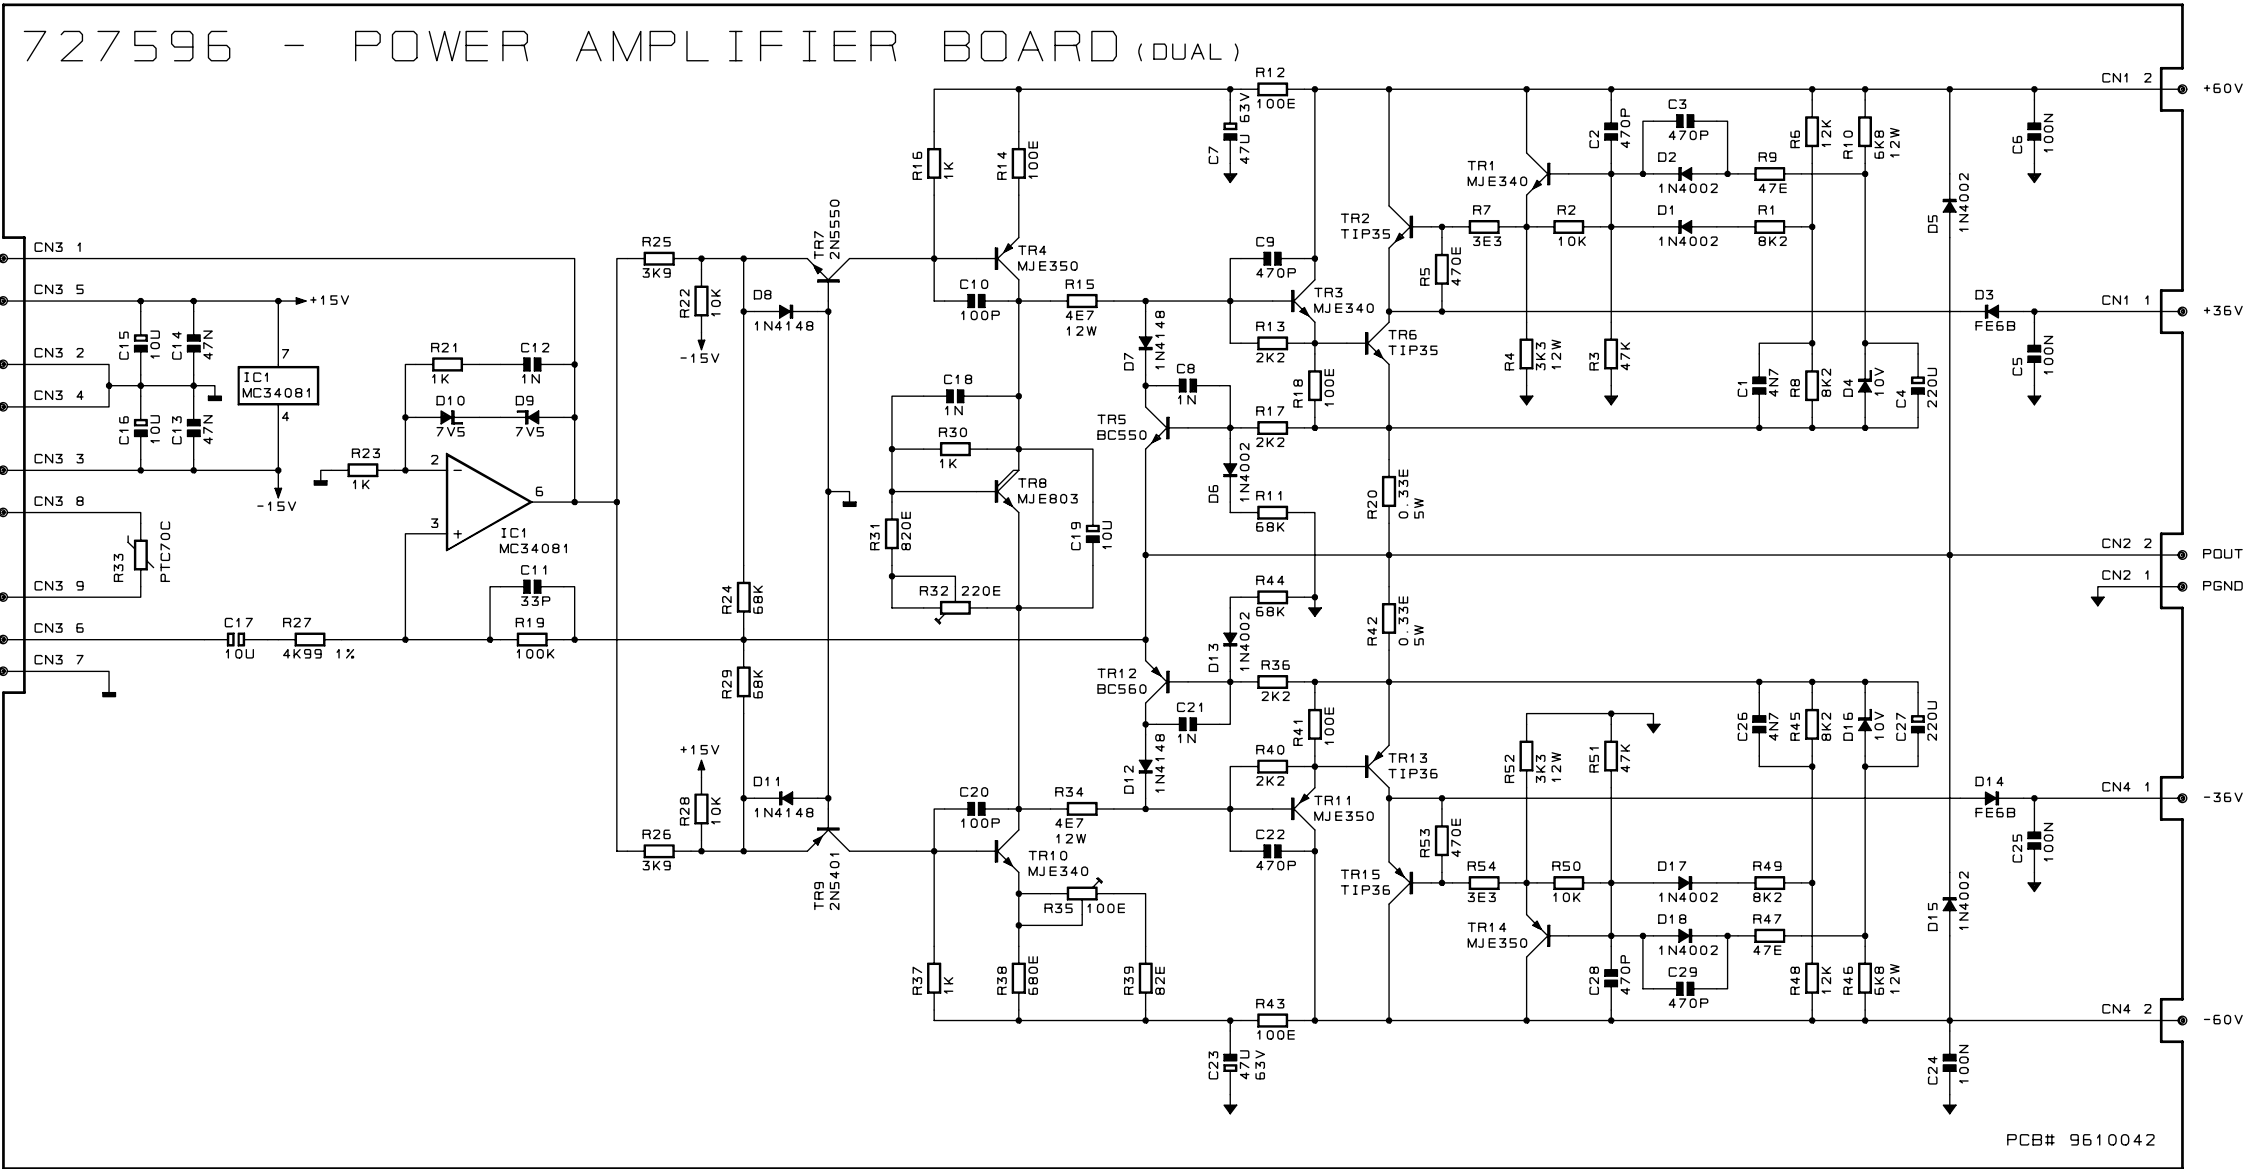 727596 - POWER AMPLIFIER BOARD (DUAL)
R12
100E
CN1 2
+60V
C7
47U 63V
R16
1K
R14
100E
C2
470P
C3
470P
R6
12K
R10
6K8
12W
C6
100N
TR1
MJE340
D2
1N4002
R9
47E
D5
1N4002
TR7
2N5550
TR2
TIP35
R7
3E3
R2
10K
D1
1N4002
R1
8K2
CN3 1
R25
3K9
TR4
MJE350
C9
470P
R5
470E
CN3 5
+15V
R22
10K
-15V
D8
1N4148
C10
100P
R15
4E7
12W
TR3
MJE340
D3
FE6B
CN1 1
+36V
C15
10U
C14
47N
7
IC1
MC34081
4
CN3 2
CN3 4
R21
1K
C12
1N
D7
1N4148
R13
2K2
TR6
TIP35
R4
3K3
12W
R3
47K
C1
4N7
R8
8K2
D4
10V
C4
220U
C5
100N
C16
10U
C13
47N
D10
7V5
D9
7V5
C18
1N
C8
1N
R18
100E
TR5
BC550
R17
2K2
CN3 3
R23
1K
2
-
R30
1K
D6
1N4002
-15V
6
TR8
MJE803
R20
0.33E
5W
CN3 8
3
+
IC1
MC34081
R31
820E
C19
10U
R11
68K
R33
PTC70C
CN2 2
POUT
CN3 9
C11
33P
R24
68K
R32
220E
R44
68K
CN2 1
PGND
CN3 6
C17
10U
R27
4K99 1%
R19
100K
R42
0.33E
5W
CN3 7
R29
68K
D13
1N4002
TR12
BC560
R36
2K2
C21
1N
R41
100E
C26
4N7
R45
8K2
D16
10V
C27
220U
+15V
D12
1N4148
R40
2K2
TR13
TIP36
R52
3K3
12W
R51
47K
R28
10K
D11
1N4148
C20
100P
R34
4E7
12W
TR11
MJE350
D14
FE6B
CN4 1
-36V
R26
3K9
TR9
2N5401
TR10
MJE340
C22
470P
R53
470E
C25
100N
R35
100E
TR15
TIP36
R54
3E3
R50
10K
D17
1N4002
R49
8K2
D15
1N4002
TR14
MJE350
D18
1N4002
R47
47E
R37
1K
R38
680E
R39
82E
C28
470P
C29
470P
R48
12K
R46
6K8
12W
R43
100E
CN4 2
-60V
C23
47U
63V
C24
100N
PCB# 9610042